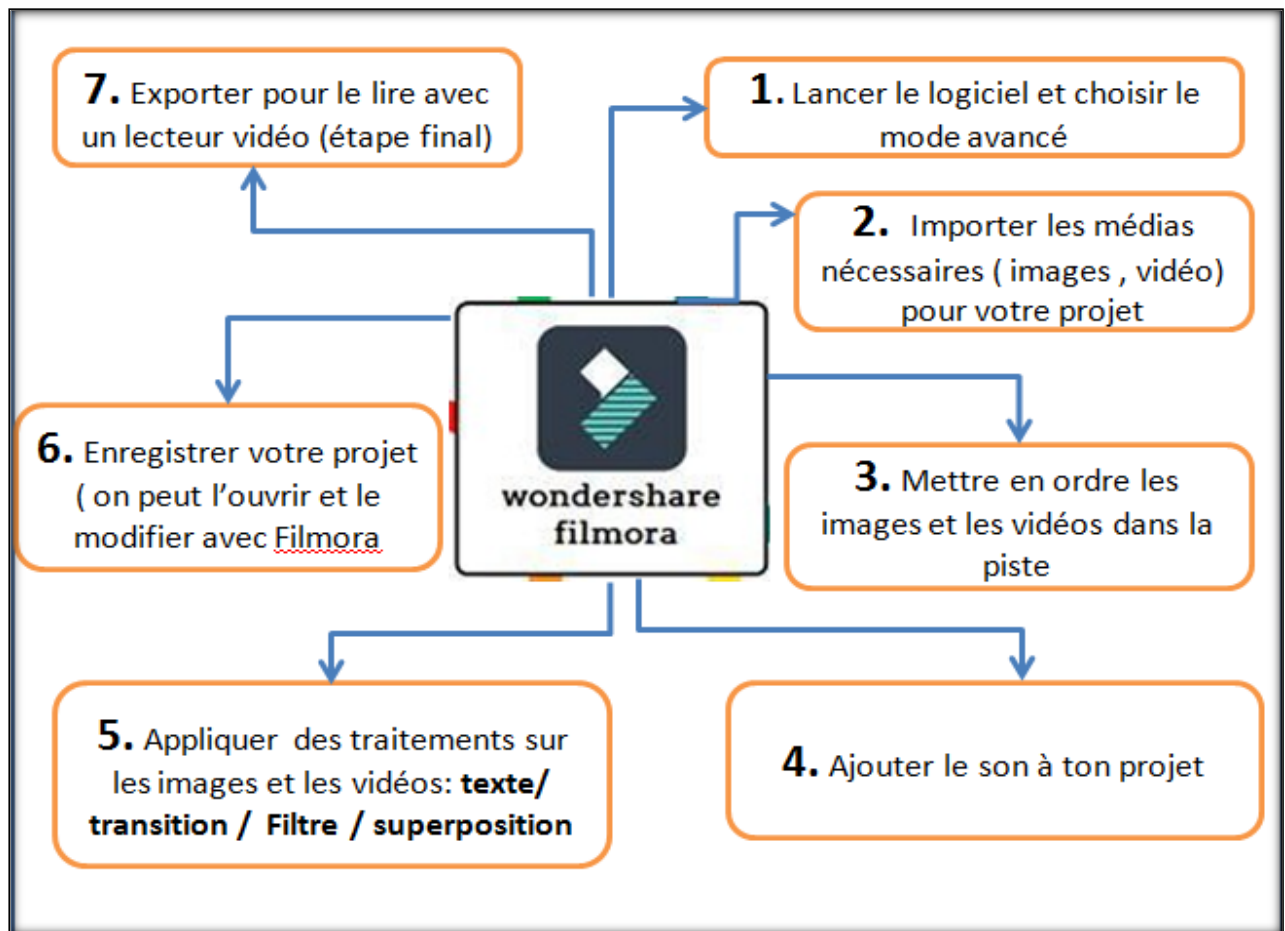 7. Exporter pour le lire avec
un lecteur vidéo (étape final)
1. Lancer le logiciel et choisir le
mode avancé
2. Importer les médias
nécessaires ( images , vidéo)
pour votre projet
wondershare
filmora
6. Enregistrer votre projet
( on peut l’ouvrir et le
modifier avec Filmora
3. Mettre en ordre les
images et les vidéos dans la
piste
5. Appliquer des traitements sur
les images et les vidéos: texte/
transition / Filtre / superposition
4. Ajouter le son à ton projet